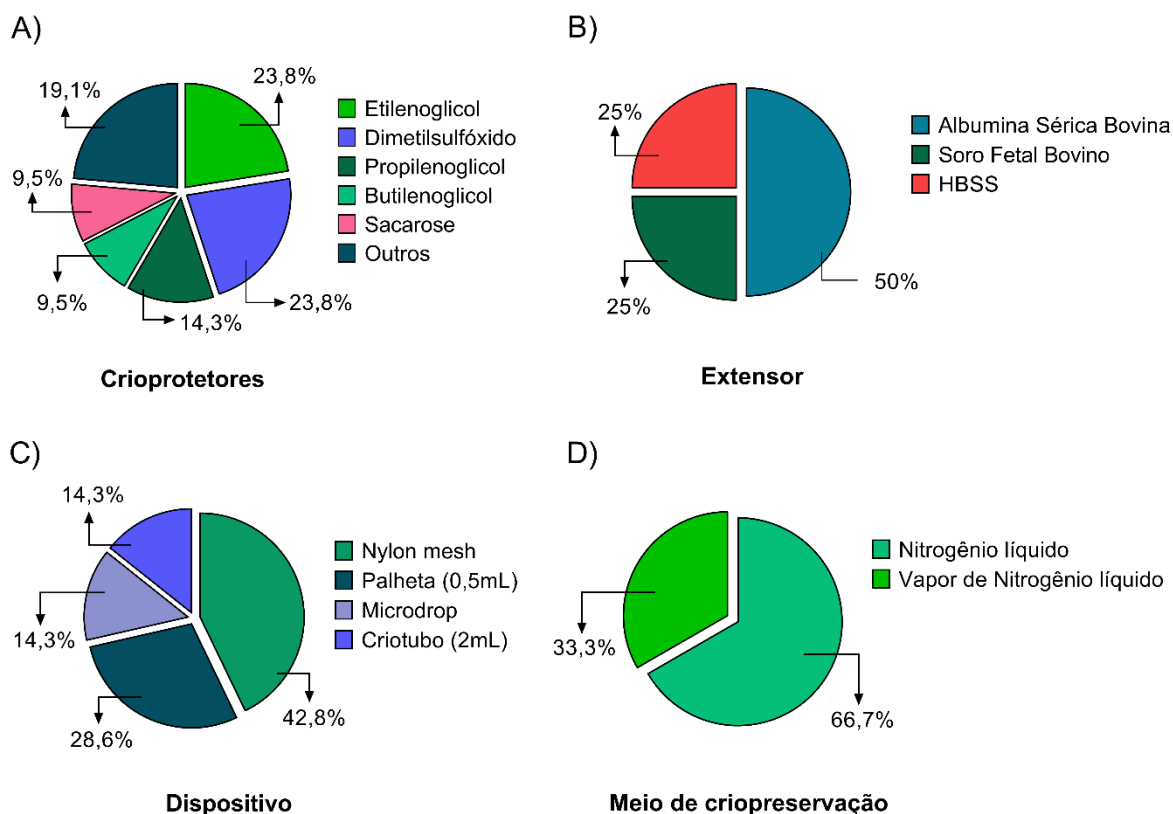 A)
23,8%
19,1%
9,5%
9,5%
14,3%
23,8%
Etilenoglicol
Dimetilsulfóxido
Propilenoglicol
Butilenoglicol
Sacarose
Outros
Crioprotetores
B)
25%
25%
50%
Albumina Sérica Bovina
Soro Fetal Bovino
HBSS
Extensor
C)
14,3%
14,3%
28,6%
42,8%
Nylon mesh
Palheta (0,5mL)
Microdrop
Criotubo (2mL)
Dispositivo
D)
33,3%
66,7%
Nitrogênio líquido
Vapor de Nitrogênio líquido
Meio de criopreservação